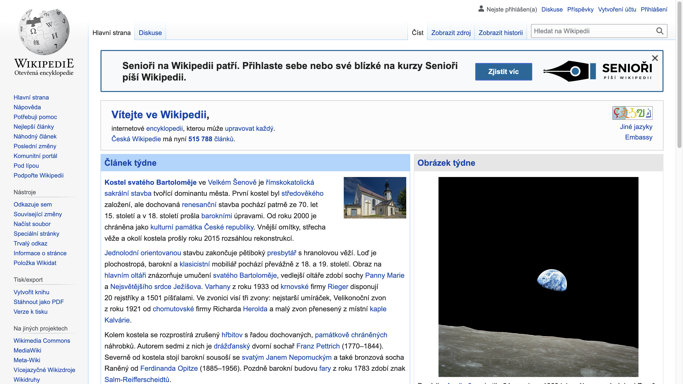 Nejste přihlášen(a) Diskuse Příspěvky Vytvoření účtu Přihlášení
WIKIPEDIE
Otevřená encyklopedie
Hlavní strana Diskuse
Číst Zobrazit zdroj Zobrazit historii
Hledat na Wikipedii
Hlavní strana
Nápověda
Potřebuji pomoc
Nejlepší články
Náhodný článek
Poslední změny
Komunitní portál
Pod lípou
Podpořte Wikipedii
Nástroje
Odkazuje sem
Související změny
Načíst soubor
Speciální stránky
Trvalý odkaz
Informace o stránce
Položka Wikidat
Tisk/export
Vytvořit knihu
Stáhnout jako PDF
Verze k tisku
Na jiných projektech
Wikimedia Commons
MediaWiki
Meta-Wiki
Vícejazyčné Wikizdroje
Wikidruhy
Senioři na Wikipedii patří. Přihlaste sebe nebo své blízké na kurzy Senioři
píší Wikipedii.
Zjistit víc
SENIOŘI
PÍŠÍ WIKIPEDII
Vítejte ve Wikipedii,
internetové encyklopedii, kterou může upravovat každý.
Česká Wikipedie má nyní 515 788 článků.
Jiné jazyky
Embassy
Článek týdne
Kostel svatého Bartoloměje ve Velkém Šenově je římskokatolická
sakrální stavba tvořící dominantu města. První kostel byl středověkého
založení, ale dochovaná renesanční stavba pochází patrně ze 70. let
15. století a v 18. století prošla barokními úpravami. Od roku 2000 je
chráněna jako kulturní památka České republiky. Vnější omítky, střecha
věže a okolí kostela prošly roku 2015 rozsáhlou rekonstrukcí.
Jednolodní orientovanou stavbu zakončuje pětiboký presbytář s hranolovou věží. Loď je
plochostropá, barokní a klasicistní mobiliář pochází převážně z 18. a 19. století. Obraz na
hlavním oltáři znázorňuje umučení svatého Bartoloměje, vedlejší oltáře zdobí sochy Panny Marie
a Nejsvětějšího srdce Ježíšova. Varhany z roku 1933 od krnovské firmy Rieger disponují
20 rejstříky a 1501 píšťalami. Ve zvonici visí tři zvony: nejstarší umíráček, Velikonoční zvon
z roku 1921 od chomutovské firmy Richarda Herolda a malý zvon přenesený z místní kaple
Kalvárie.
Kolem kostela se rozprostírá zrušený hřbitov s řadou dochovaných, památkově chráněných
náhrobků. Autorem sedmi z nich je drážďanský dvorní sochař Franz Pettrich (1770–1844).
Severně od kostela stojí barokní sousoší se svatým Janem Nepomuckým a také bronzová socha
Raněný od Ferdinanda Opitze (1885–1956). Pozdně barokní budovu fary z roku 1783 zdobí znak
Salm-Reifferscheidtů.
Obrázek týdne